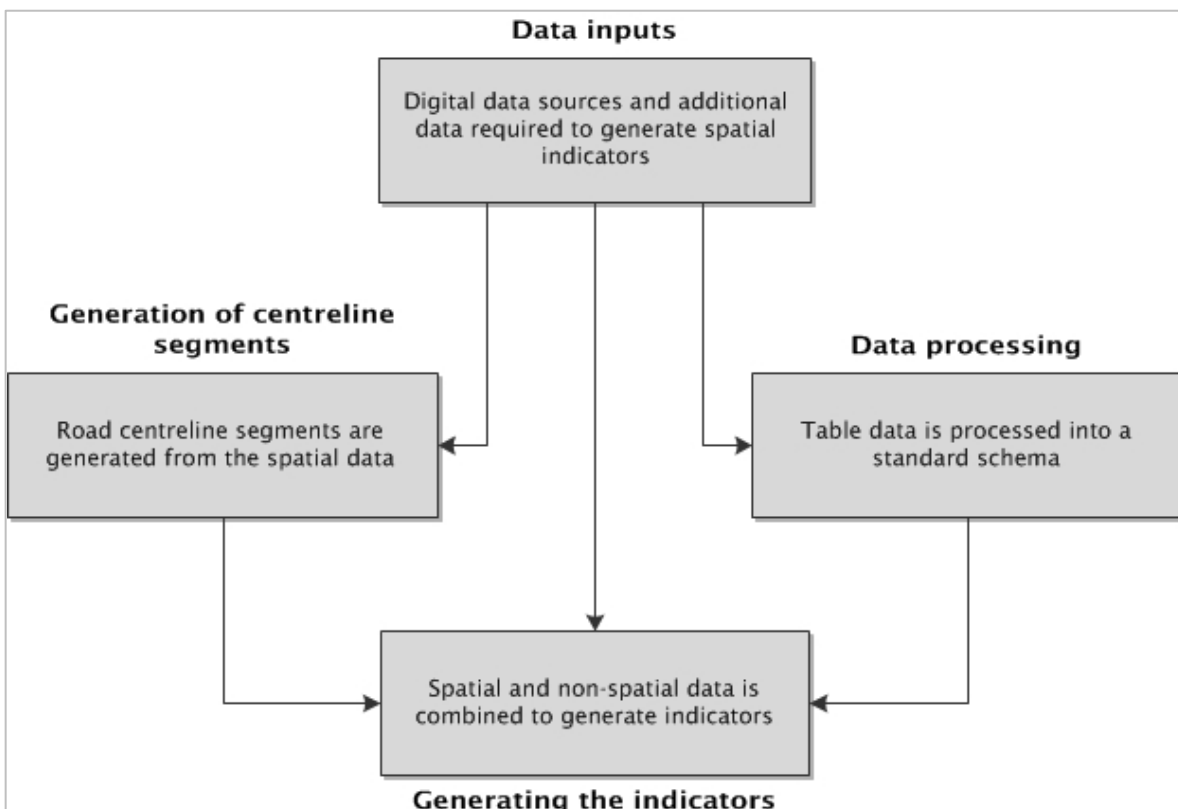 Data inputs
Digital data sources and additional
data required to generate spatial
indicators
Generation of centreline
segments
Road centreline segments are
generated from the spatial data
Data processing
Table data is processed into a
standard schema
Spatial and non-spatial data is
combined to generate indicators
Generating the indicators